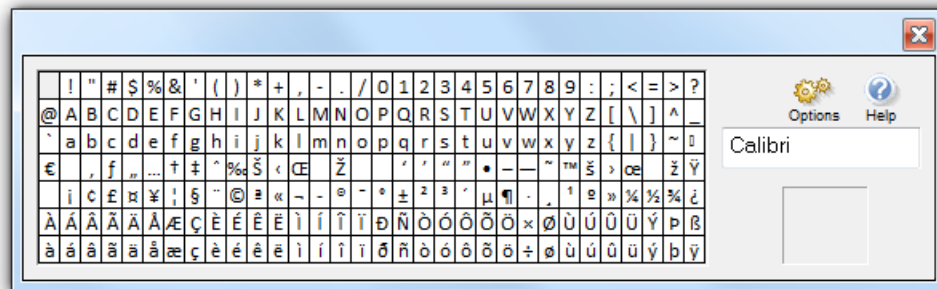 ! " # $ % & ' ( ) * + , - . / 0 1 2 3 4 5 6 7 8 9 : ; < = > ?
@ A B C D E F G H I J K L M N O P Q R S T U V W X Y Z [ \ ] ^ _
` a b c d e f g h i j k l m n o p q r s t u v w x y z { | } ~ ▯
€ ‚ ƒ „ … † ‡ ˆ ‰ Š ‹ Œ Ž ‘ ’ “ ” • – — ˜ ™ š › œ ž Ÿ
¡ ¢ £ ¤ ¥ ¦ § ¨ © ª « ¬ - ® ¯ ° ± ² ³ ´ µ ¶ · ¸ ¹ º » ¼ ½ ¾ ¿
À Á Â Ã Ä Å Æ Ç È É Ê Ë Ì Í Î Ï Ð Ñ Ò Ó Ô Õ Ö × Ø Ù Ú Û Ü Ý Þ ß
à á â ã ä å æ ç è é ê ë ì í î ï ð ñ ò ó ô õ ö ÷ ø ù ú û ü ý þ ÿ
Options Help
Calibri